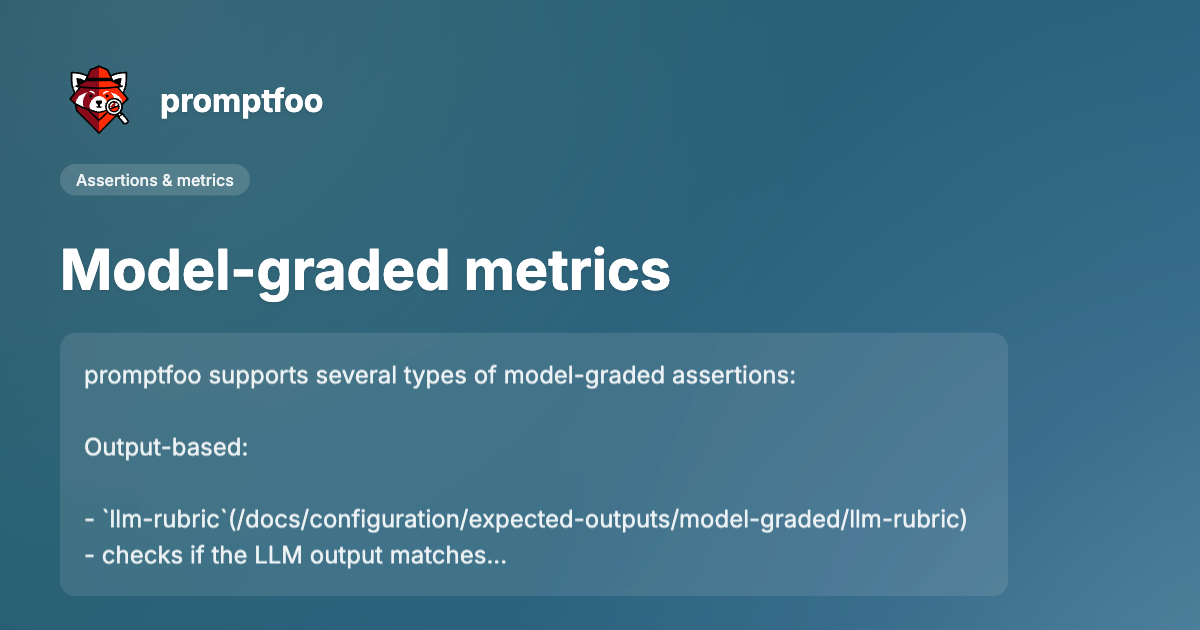 promptfoo
Assertions & metrics
Model-graded metrics
promptfoo supports several types of model-graded assertions:
Output-based:
- `llm-rubric`(/docs/configuration/expected-outputs/model-graded/llm-rubric)
- checks if the LLM output matches...